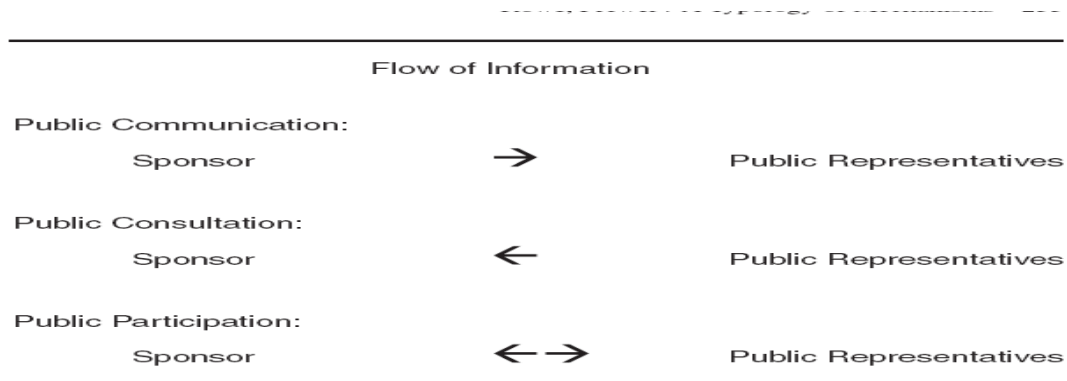 Flow of Information
Public Communication:
Sponsor → Public Representatives
Public Consultation:
Sponsor ← Public Representatives
Public Participation:
Sponsor ←→ Public Representatives